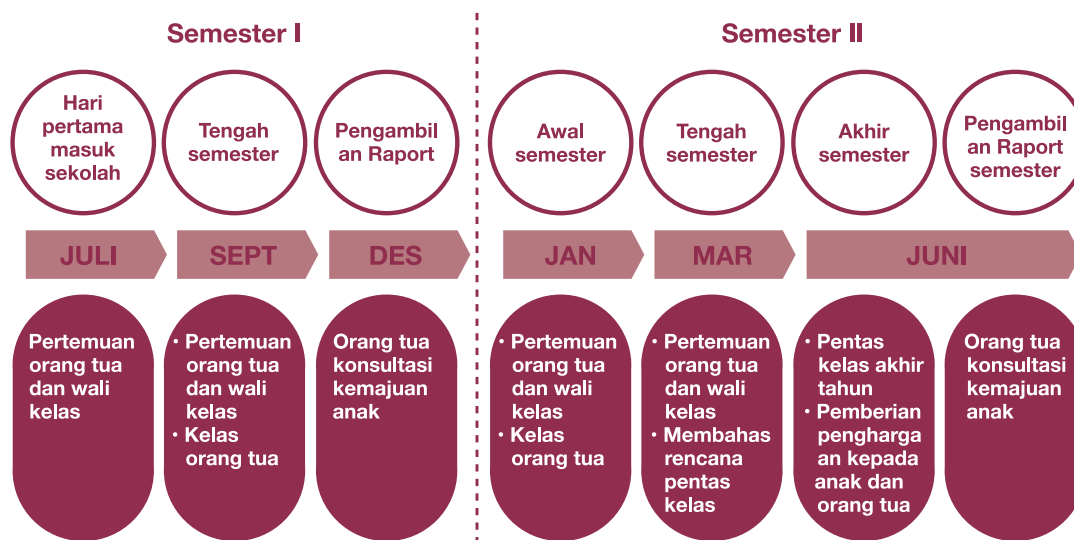 Semester I
Semester II
Hari
pertama
masuk
sekolah
Tengah
semester
Pengambil
an Raport
Awal
semester
Tengah
semester
Akhir
semester
Pengambil
an Raport
semester
JULI
SEPT
DES
JAN
MAR
JUNI
Pertemuan
orang tua
dan wali
kelas
• Pertemuan
orang tua
dan wali
kelas
• Kelas
orang tua
Orang tua
konsultasi
kemajuan
anak
• Pertemuan
orang tua
dan wali
kelas
• Kelas
orang tua
• Pertemuan
orang tua
dan wali
kelas
• Membahas
rencana
pentas
kelas
• Pentas
kelas akhir
tahun
• Pemberian
pengharga
an kepada
anak dan
orang tua
Orang tua
konsultasi
kemajuan
anak